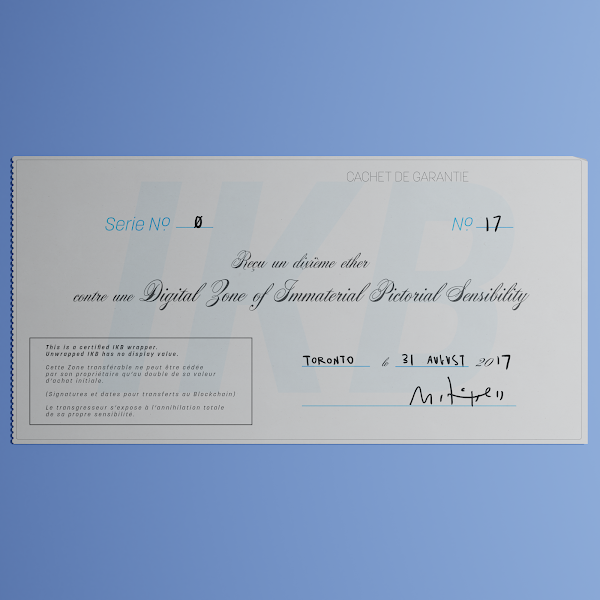 CACHET DE GARANTIE
Serie Nº Ø Nº 17
IKB
Reçu un dixième ether
contre une Digital Zone of Immaterial Pictorial Sensibility
This is a certified IKB wrapper.
Unwrapped IKB has no display value.
Cette Zone transférable ne peut être cédée
par son propriétaire qu'au double de sa valeur
d'achat initiale.
(Signatures et dates pour transferts au Blockchain)
Le transgresseur s'expose à l'annihilation totale
de sa propre sensibilité.
TORONTO le 31 AUGUST 2017